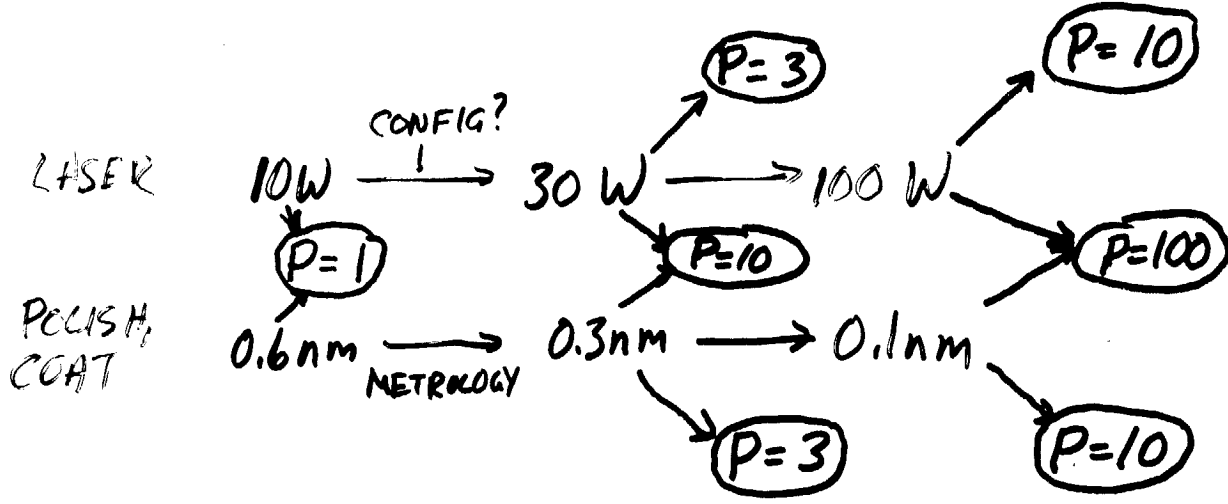 P=3
P=10
CONFIG?
LASER 10W 30 W 100 W
P=1
P=10
P=100
POLISH,
COAT
0.6nm 0.3nm 0.1nm
METROLOGY
P=3
P=10